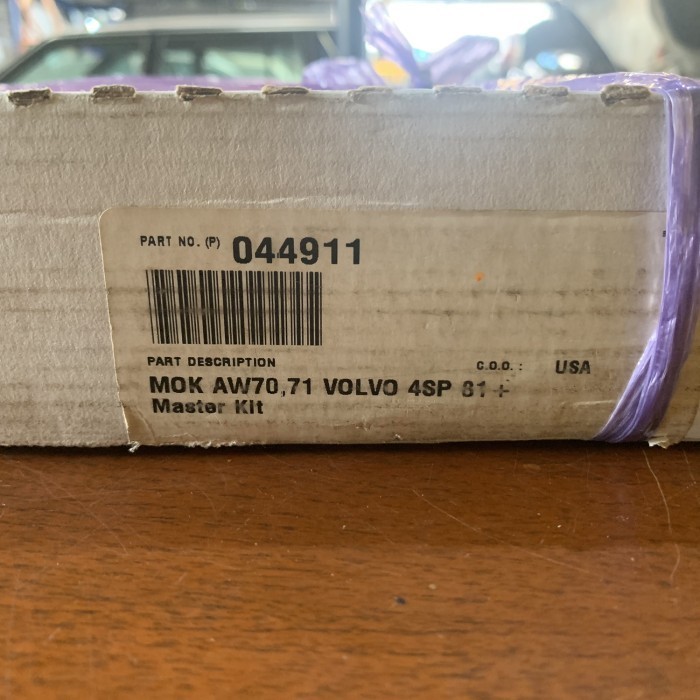 PART NO. (P) 044911
PART DESCRIPTION
C.O.O. : USA
MOK AW70,71 VOLVO 4SP 81+
Master Kit